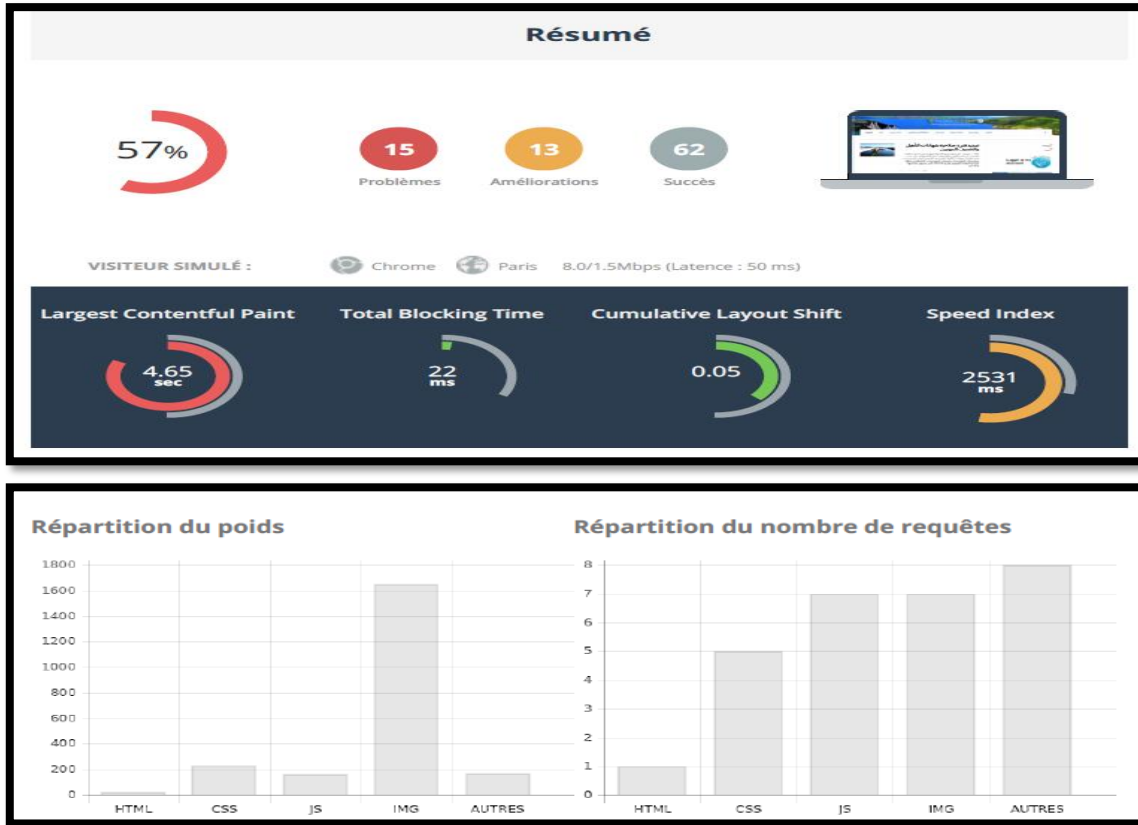 Résumé
57%
15
13
62
Problèmes
Améliorations
Succès
VISITEUR SIMULÉ :
Chrome
Paris
8.0/1.5Mbps (Latence : 50 ms)
Largest Contentful Paint
Total Blocking Time
Cumulative Layout Shift
Speed Index
4.65
sec
22
ms
0.05
2531
ms
Répartition du poids
1800
1600
1400
1200
1000
800
600
400
200
0
HTML
CSS
JS
IMG
AUTRES
Répartition du nombre de requêtes
8
7
6
5
4
3
2
1
0
HTML
CSS
JS
IMG
AUTRES